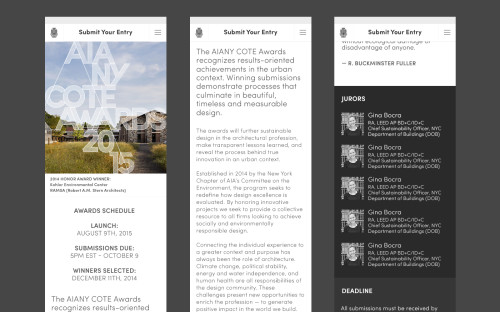 Submit Your Entry
AIA
NY
COTE
20
2014 HONOR AWARD WINNER:
Kohler Environmental Center
RAMSA (Robert A.M. Stern Architects)
AWARDS SCHEDULE
LAUNCH:
AUGUST 9TH, 2015
SUBMISSIONS DUE:
5PM EST - OCTOBER 9
WINNERS SELECTED:
DECEMBER 11TH, 2014
The AIANY COTE Awards
recognizes results-oriented
Submit Your Entry
The AIANY COTE Awards
recognizes results-oriented
achievements in the urban
context. Winning submissions
demonstrate processes that
culminate in beautiful,
timeless and measurable
design.
The awards will further sustainable
design in the architectural profession,
make transparent lessons learned, and
reveal the process behind true
innovation in an urban context.
Established in 2014 by the New York
Chapter of AIA's Committee on the
Environment, the program seeks to
redefine how design excellence is
evaluated. By honoring innovative
projects we seek to provide a collective
resource to all firms looking to achieve
socially and environmentally
responsible design.
Connecting the individual experience to
a greater context and purpose has
always been the role of architecture.
Climate change, political stability,
energy and water independence, and
human health are all responsibilities of
the design community. These
challenges present new opportunities to
enrich the profession — to generate
positive impact in the world we build.
Submit Your Entry
without ecological damage or
disadvantage of anyone.
— R. BUCKMINSTER FULLER
JURORS
Gina Bocra
RA, LEED AP BD+C/ID+C
Chief Sustainability Officer, NYC
Department of Buildings (DOB)
Gina Bocra
RA, LEED AP BD+C/ID+C
Chief Sustainability Officer, NYC
Department of Buildings (DOB)
Gina Bocra
RA, LEED AP BD+C/ID+C
Chief Sustainability Officer, NYC
Department of Buildings (DOB)
Gina Bocra
RA, LEED AP BD+C/ID+C
Chief Sustainability Officer, NYC
Department of Buildings (DOB)
Gina Bocra
RA, LEED AP BD+C/ID+C
Chief Sustainability Officer, NYC
Department of Buildings (DOB)
DEADLINE
All submissions must be received by